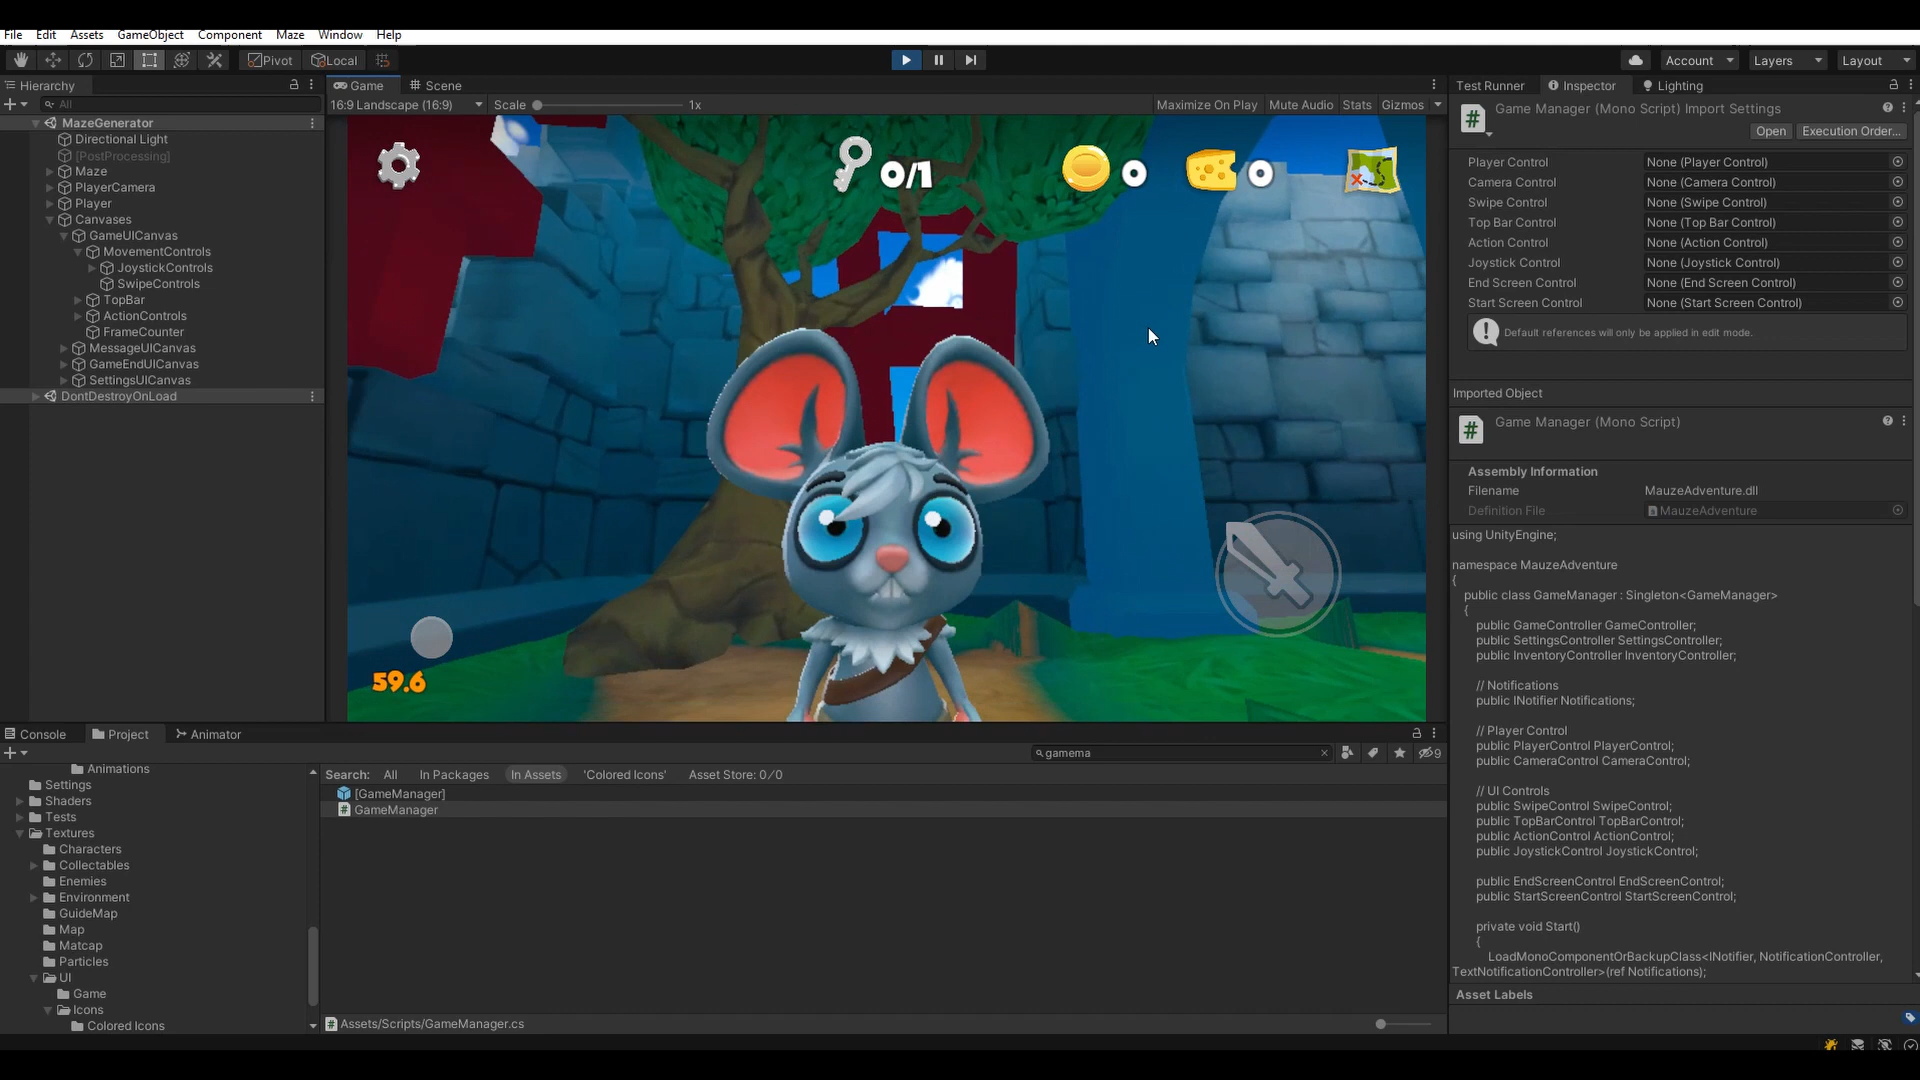 File Edit Assets GameObject Component Maze Window Help
Pivot Local Account Layers Layout
Hierarchy
All
MazeGenerator
Directional Light
[PostProcessing]
Maze
PlayerCamera
Player
Canvases
GameUICanvas
MovementControls
JoystickControls
SwipeControls
TopBar
ActionControls
FrameCounter
MessageUICanvas
GameEndUICanvas
SettingsUICanvas
DontDestroyOnLoad
Game Scene
16:9 Landscape (16:9) Scale 1x Maximize On Play Mute Audio Stats Gizmos
0/1 0 0
59.6
Test Runner Inspector Lighting
Game Manager (Mono Script) Import Settings
Open Execution Order...
Player Control None (Player Control)
Camera Control None (Camera Control)
Swipe Control None (Swipe Control)
Top Bar Control None (Top Bar Control)
Action Control None (Action Control)
Joystick Control None (Joystick Control)
End Screen Control None (End Screen Control)
Start Screen Control None (Start Screen Control)
Default references will only be applied in edit mode.
Imported Object
Game Manager (Mono Script)
Assembly Information
Filename MauzeAdventure.dll
Definition File MauzeAdventure
using UnityEngine;
namespace MauzeAdventure
{
public class GameManager : Singleton<GameManager>
{
public GameController GameController;
public SettingsController SettingsController;
public InventoryController InventoryController;
// Notifications
public INotifier Notifications;
// Player Control
public PlayerControl PlayerControl;
public CameraControl CameraControl;
// UI Controls
public SwipeControl SwipeControl;
public TopBarControl TopBarControl;
public ActionControl ActionControl;
public JoystickControl JoystickControl;
public EndScreenControl EndScreenControl;
public StartScreenControl StartScreenControl;
private void Start()
{
LoadMonoComponentOrBackupClass<INotifier, NotificationController,
TextNotificationController>(ref Notifications);
Asset Labels
Console Project Animator
gamema
9
Animations
Settings
Shaders
Tests
Textures
Characters
Collectables
Enemies
Environment
GuideMap
Map
Matcap
Particles
UI
Game
Icons
Colored Icons
Search: All In Packages In Assets 'Colored Icons' Asset Store: 0/0
[GameManager]
GameManager
Assets/Scripts/GameManager.cs